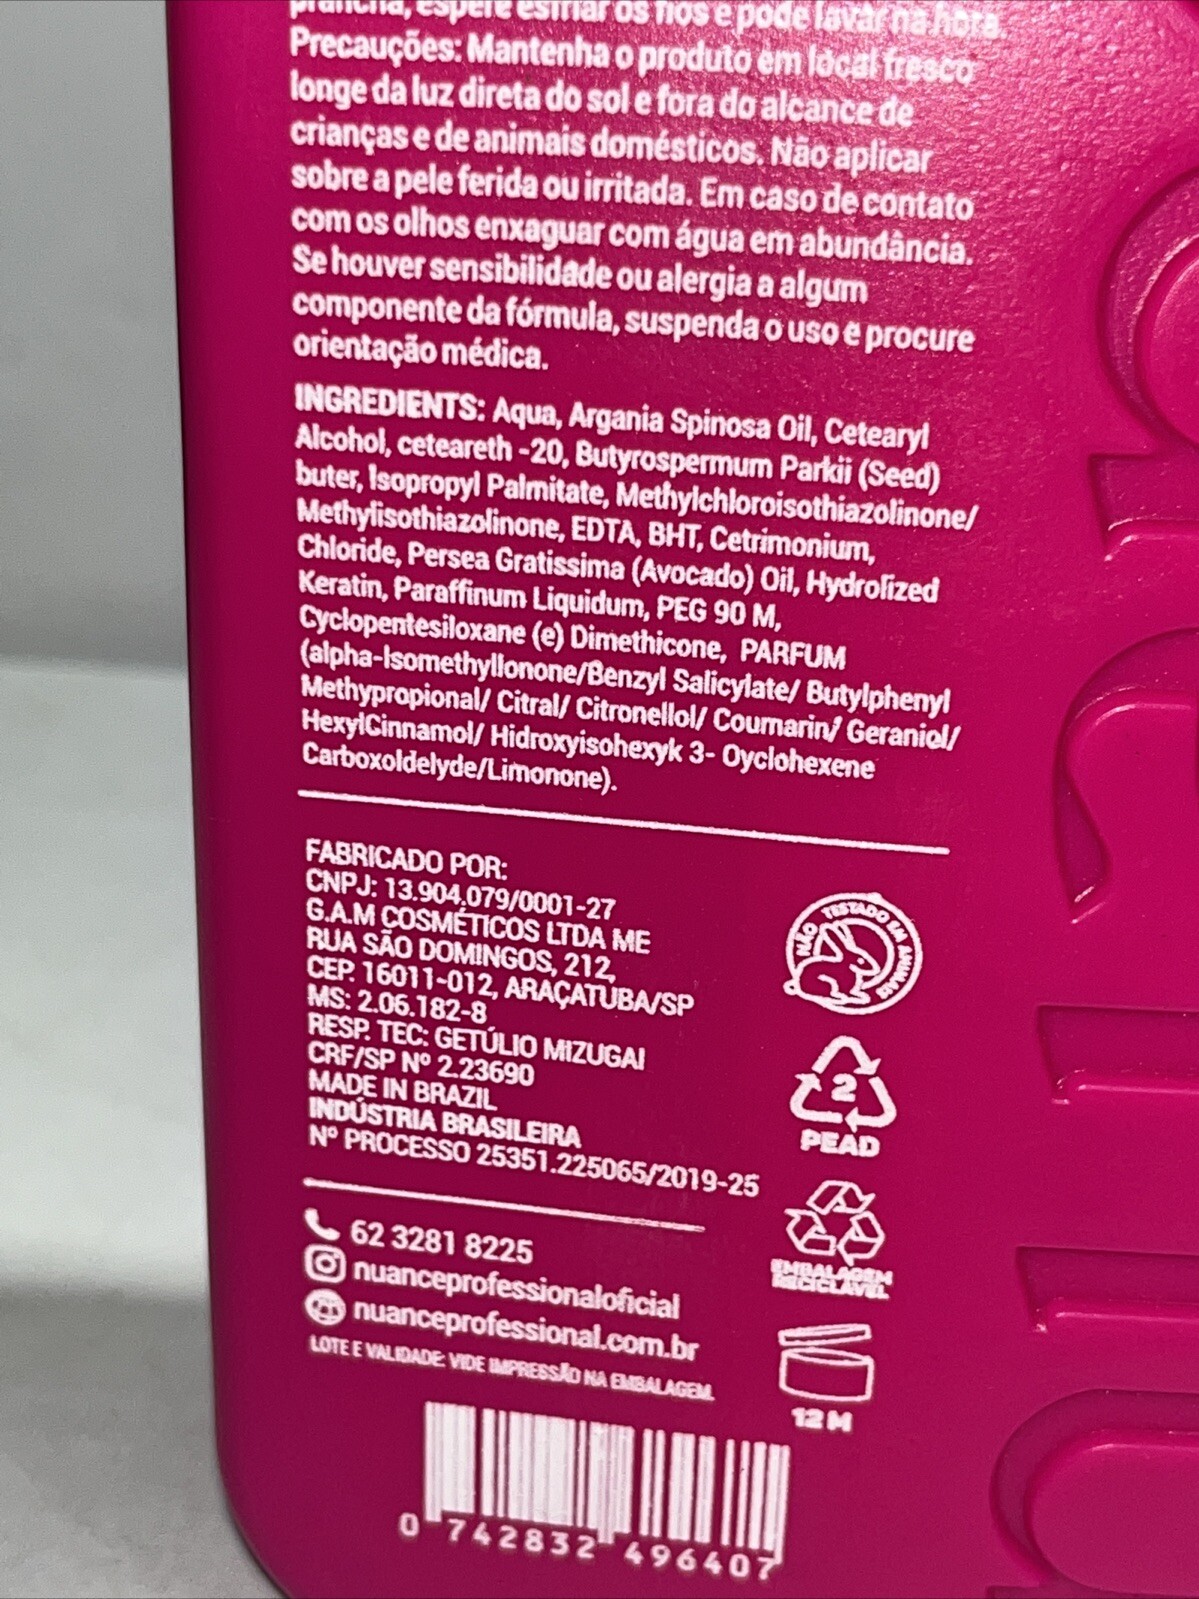 prancha, espere esfriar os fios e pode lavar na hora.
Precauções: Mantenha o produto em local fresco
longe da luz direta do sol e fora do alcance de
crianças e de animais domésticos. Não aplicar
sobre a pele ferida ou irritada. Em caso de contato
com os olhos enxaguar com água em abundância.
Se houver sensibilidade ou alergia a algum
componente da fórmula, suspenda o uso e procure
orientação médica.
INGREDIENTS: Aqua, Argania Spinosa Oil, Cetearyl
Alcohol, ceteareth -20, Butyrospermum Parkii (Seed)
buter, Isopropyl Palmitate, Methylchloroisothiazolinone/
Methylisothiazolinone, EDTA, BHT, Cetrimonium,
Chloride, Persea Gratissima (Avocado) Oil, Hydrolized
Keratin, Paraffinum Liquidum, PEG 90 M,
Cyclopentesiloxane (e) Dimethicone, PARFUM
(alpha-Isomethyllonone/Benzyl Salicylate/ Butylphenyl
Methypropional/ Citral/ Citronellol/ Coumarin/ Geraniol/
HexylCinnamol/ Hidroxyisohexyk 3- Oyclohexene
Carboxoldelyde/Limonone).
FABRICADO POR:
CNPJ: 13.904.079/0001-27
G.A.M COSMÉTICOS LTDA ME
RUA SÃO DOMINGOS, 212,
CEP. 16011-012, ARAÇATUBA/SP
MS: 2.06.182-8
RESP. TEC: GETÚLIO MIZUGAI
CRF/SP Nº 2.23690
MADE IN BRAZIL
INDÚSTRIA BRASILEIRA
Nº PROCESSO 25351.225065/2019-25
NÃO TESTADO EM ANIMAIS
2
PEAD
EMBALAGEM
RECICLÁVEL
12 M
62 3281 8225
nuanceprofessionaloficial
nuanceprofessional.com.br
LOTE E VALIDADE: VIDE IMPRESSÃO NA EMBALAGEM.
0 742832 496407